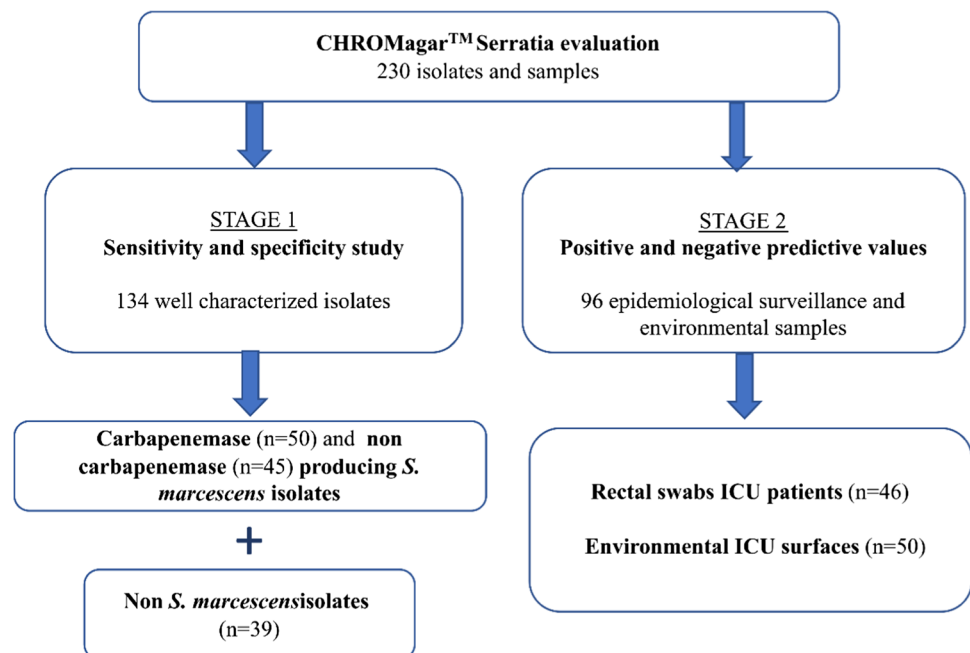 CHROMagar™ Serratia evaluation
230 isolates and samples
STAGE 1
Sensitivity and specificity study
134 well characterized isolates
STAGE 2
Positive and negative predictive values
96 epidemiological surveillance and
environmental samples
Carbapenemase (n=50) and non
carbapenemase (n=45) producing S.
marcescens isolates
+
Non S. marcescensisolates
(n=39)
Rectal swabs ICU patients (n=46)
Environmental ICU surfaces (n=50)